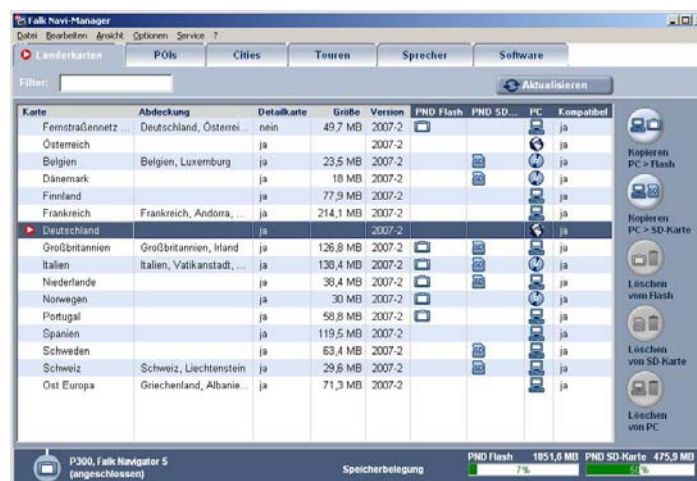 Falk Navi-Manager
Datei Bearbeiten Ansicht Optionen Service ?
Länderkarten POIs Cities Touren Sprecher Software
Filter: Aktualisieren
Karte Abdeckung Detailkarte Größe Version PND Flash PND SD... PC Kompatibel
Fernstraßennetz ... Deutschland, Österrei... nein 49,7 MB 2007-2 ja
Österreich ja 2007-2 ja
Belgien Belgien, Luxemburg ja 23,5 MB 2007-2 ja
Dänemark ja 18 MB 2007-2 ja
Finnland ja 77,9 MB 2007-2 ja
Frankreich Frankreich, Andorra, ... ja 214,1 MB 2007-2 ja
Deutschland ja 2007-2 ja
Großbritannien Großbritannien, Irland ja 126,8 MB 2007-2 ja
Italien Italien, Vatikanstadt, ... ja 138,4 MB 2007-2 ja
Niederlande ja 38,4 MB 2007-2 ja
Norwegen ja 30 MB 2007-2 ja
Portugal ja 58,8 MB 2007-2 ja
Spanien ja 119,5 MB 2007-2 ja
Schweden ja 63,4 MB 2007-2 ja
Schweiz Schweiz, Liechtenstein ja 29,6 MB 2007-2 ja
Ost Europa Griechenland, Albanie... ja 71,3 MB 2007-2 ja
Kopieren
PC > Flash
Kopieren
PC > SD-Karte
Löschen
vom Flash
Löschen
von SD-Karte
Löschen
von PC
P300, Falk Navigator 5
(angeschlossen)
Speicherbelegung
PND Flash 1851,6 MB PND SD-Karte 475,9 MB
7% 50%